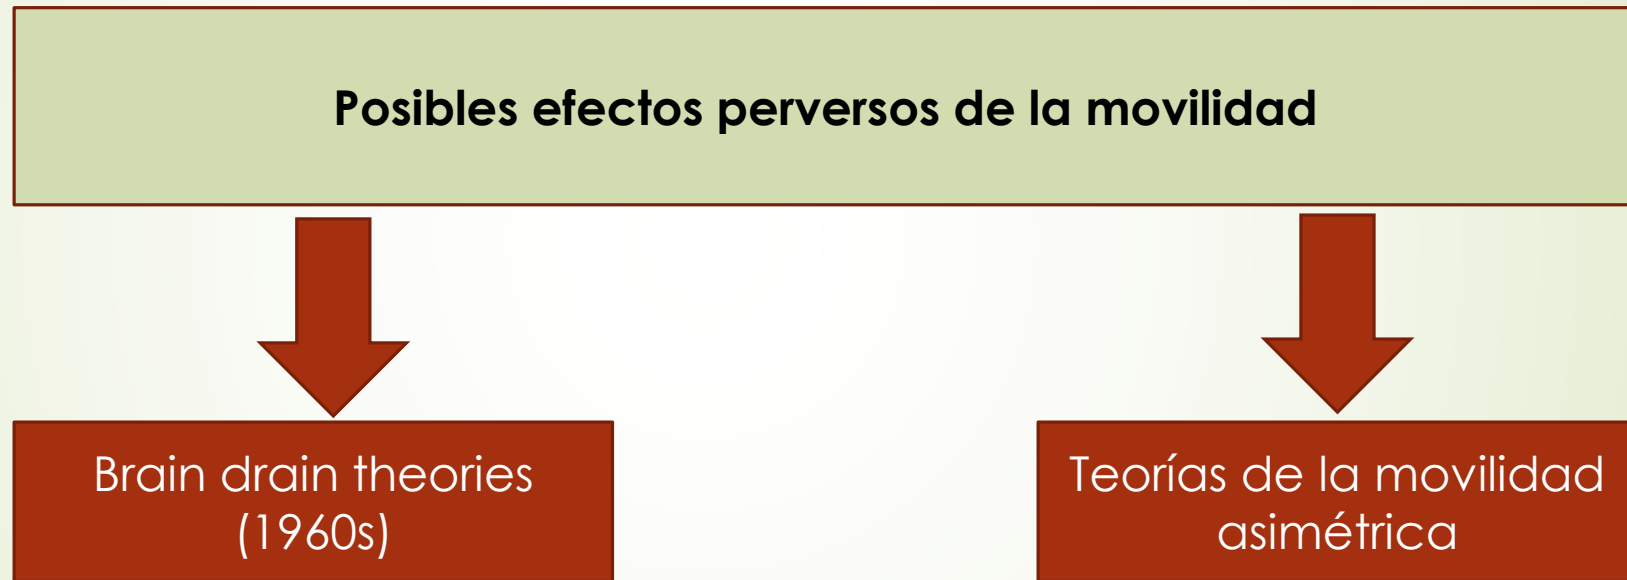 Posibles efectos perversos de la movilidad
Brain drain theories
(1960s)
Teorías de la movilidad
asimétrica